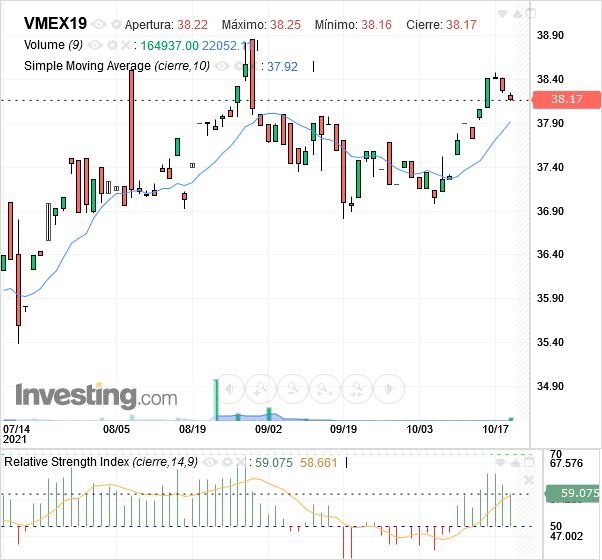 VMEX19 Apertura: 38.22 Máximo: 38.25 Mínimo: 38.16 Cierre: 38.17
Volume (9) : 164937.00 22052.11
Simple Moving Average (cierre,10) : 37.92
38.90
38.40
38.17
37.90
37.40
36.90
36.40
35.90
35.40
34.90
Investing.com
07/14 08/05 08/19 09/02 09/19 10/03 10/17
2021
Relative Strength Index (cierre,14,9) : 59.075 58.661
70
67.576
59.075
50
47.002